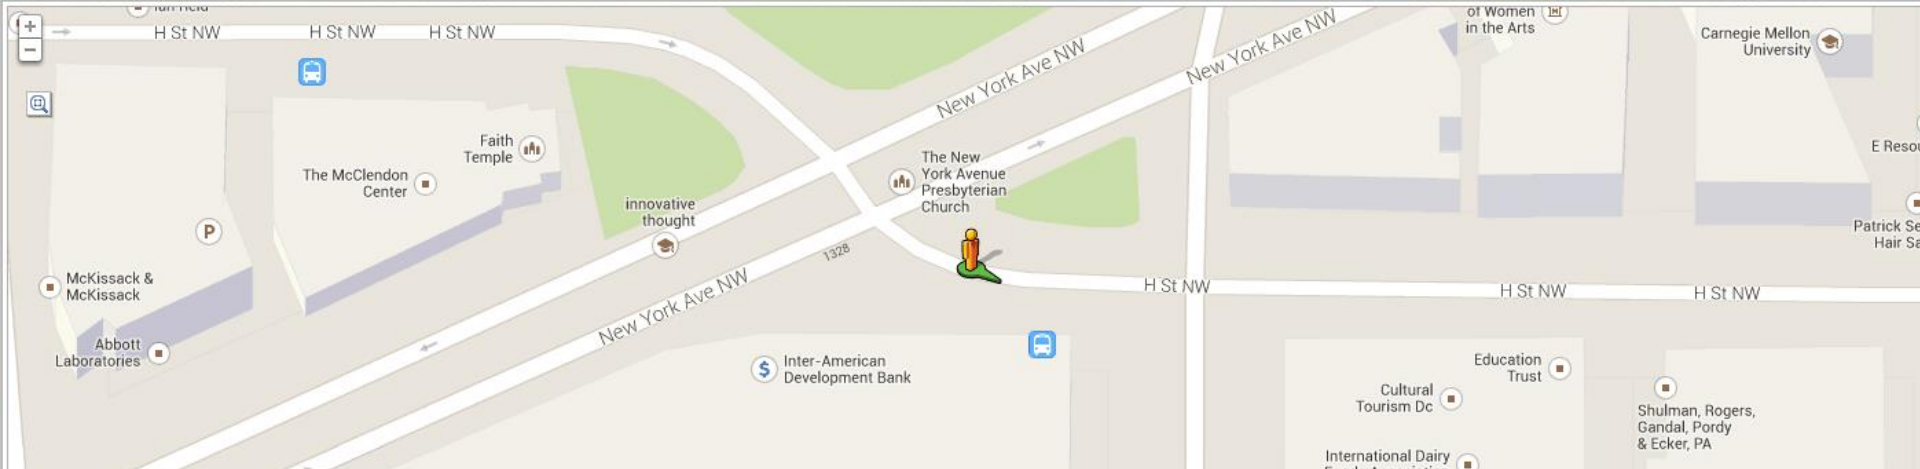 Ian Reid
H St NW
H St NW
H St NW
New York Ave NW
New York Ave NW
of Women
in the Arts
Carnegie Mellon
University
Faith
Temple
The McClendon
Center
innovative
thought
The New
York Avenue
Presbyterian
Church
P
E Resou
Patrick Se
Hair Sa
1328
McKissack &
McKissack
New York Ave NW
H St NW
H St NW
H St NW
Abbott
Laboratories
$
Inter-American
Development Bank
Education
Trust
Cultural
Tourism Dc
Shulman, Rogers,
Gandal, Pordy
& Ecker, PA
International Dairy